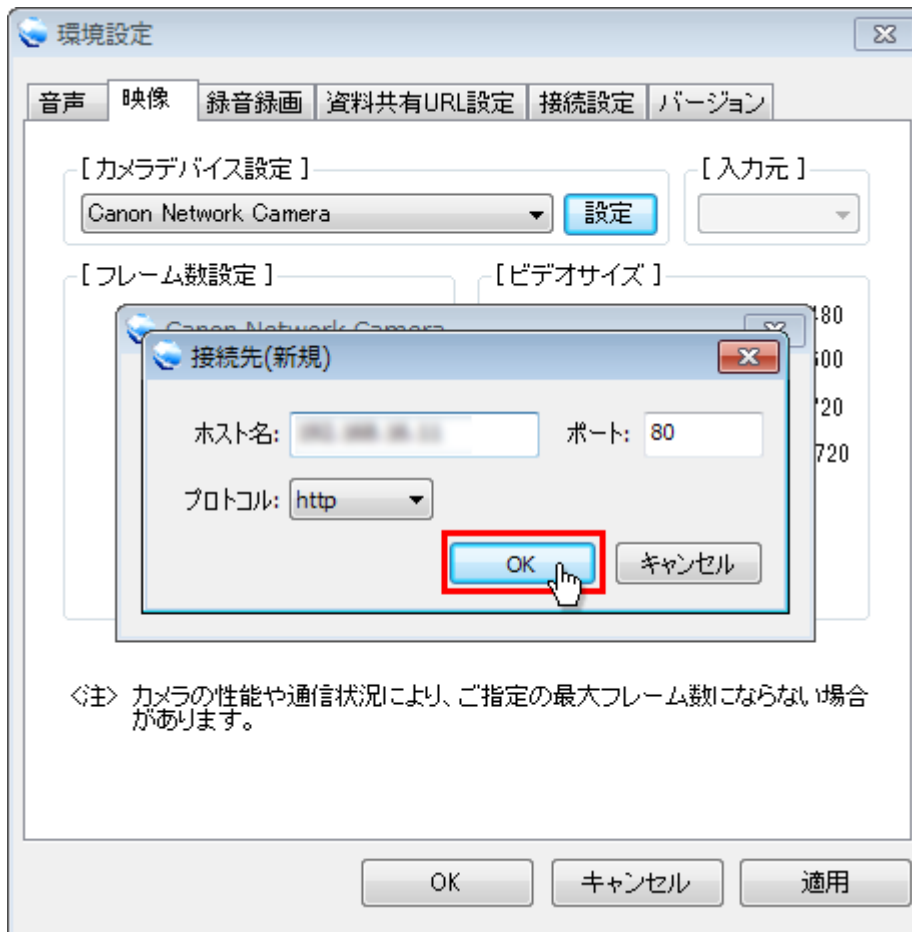 環境設定
音声 映像 録音録画 資料共有URL設定 接続設定 バージョン
[ カメラデバイス設定 ] [ 入力元 ]
Canon Network Camera 設定
[ フレーム数設定 ] [ ビデオサイズ ]
Canon Network Camera 480
接続先(新規)
720
720
ホスト名: ポート: 80
プロトコル: http
OK キャンセル
<注> カメラの性能や通信状況により、ご指定の最大フレーム数にならない場合
があります。
OK キャンセル 適用